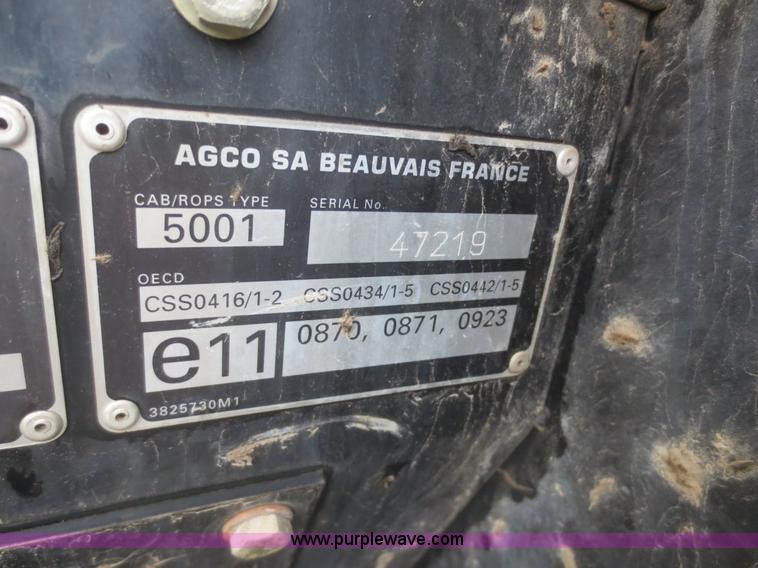 AGCO SA BEAUVAIS FRANCE
CAB/ROPS TYPE SERIAL No.
5001 47219
OECD
CSS0416/1-2 CSS0434/1-5 CSS0442/1-5
e11 0870, 0871, 0923
3825730M1
www.purplewave.com